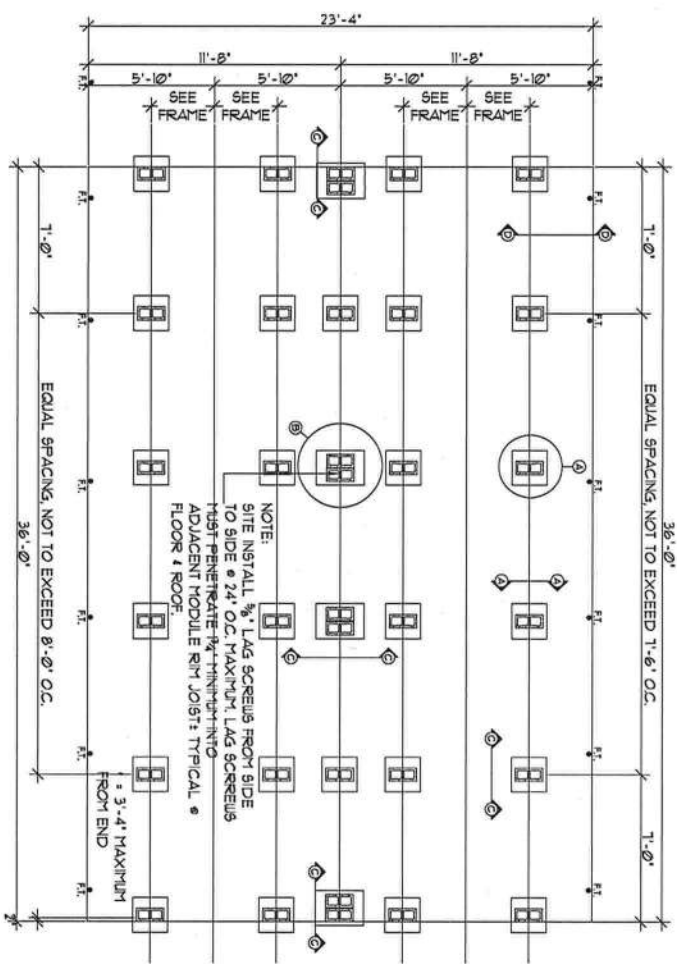 23'-4"
11'-8"
11'-8"
5'-10"
5'-10"
5'-10"
5'-10"
SEE
FRAME
SEE
FRAME
SEE
FRAME
SEE
FRAME
36'-0"
7'-0"
EQUAL SPACING, NOT TO EXCEED 7'-6" O.C.
7'-0"
F.T.
F.T.
F.T.
F.T.
F.T.
F.T.
F.T.
D
D
A
A
A
C
C
C
C
B
C
C
C
C
NOTE:
SITE INSTALL 3/8" LAG SCREWS FROM SIDE
TO SIDE @ 24" O.C. MAXIMUM. LAG SCRREWS
MUST PENETRATE 1 3/4" MINIMUM INTO
ADJACENT MODULE RIM JOIST± TYPICAL @
FLOOR & ROOF.
F.T.
F.T.
F.T.
F.T.
F.T.
F.T.
F.T.
7'-0"
EQUAL SPACING, NOT TO EXCEED 8'-0" O.C.
' = 3'-4" MAXIMUM
FROM END
36'-0"
2"